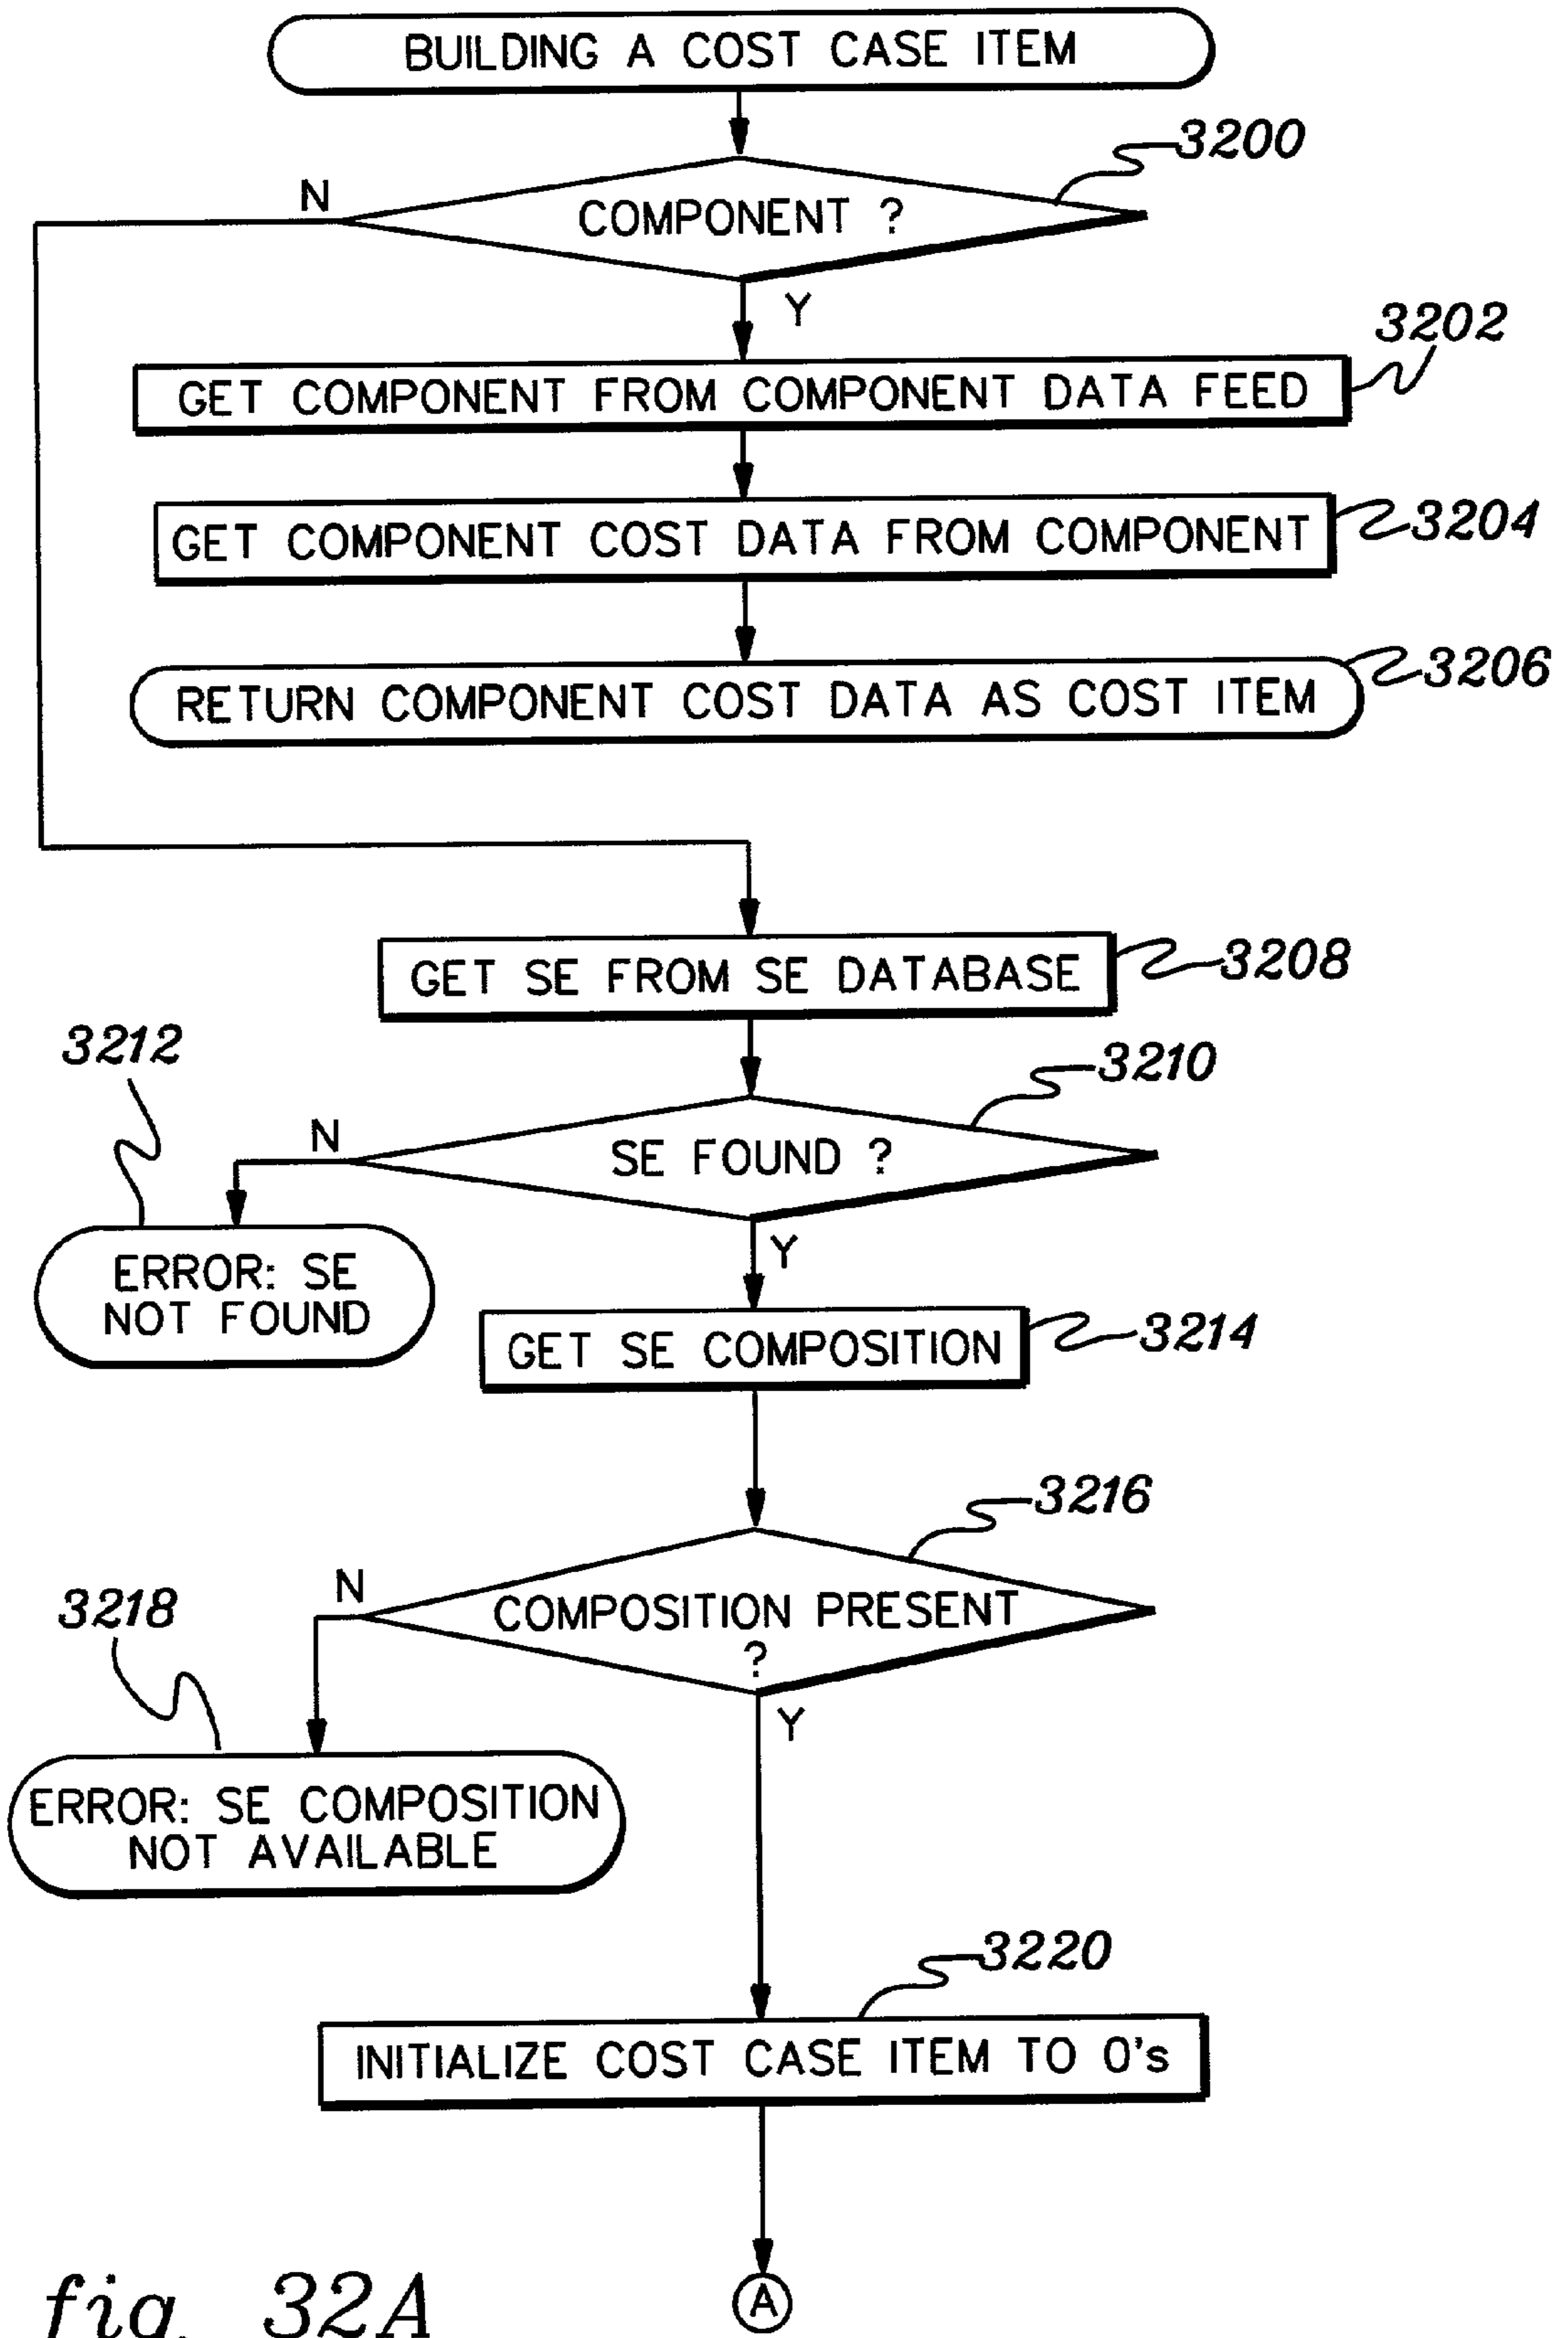 BUILDING A COST CASE ITEM
3200
N
COMPONENT ?
Y
3202
GET COMPONENT FROM COMPONENT DATA FEED
GET COMPONENT COST DATA FROM COMPONENT
3204
RETURN COMPONENT COST DATA AS COST ITEM
3206
GET SE FROM SE DATABASE
3208
3212
3210
N
SE FOUND ?
Y
ERROR: SE
NOT FOUND
GET SE COMPOSITION
3214
3216
N
3218
COMPOSITION PRESENT
?
Y
ERROR: SE COMPOSITION
NOT AVAILABLE
3220
INITIALIZE COST CASE ITEM TO 0's
A
fig. 32A